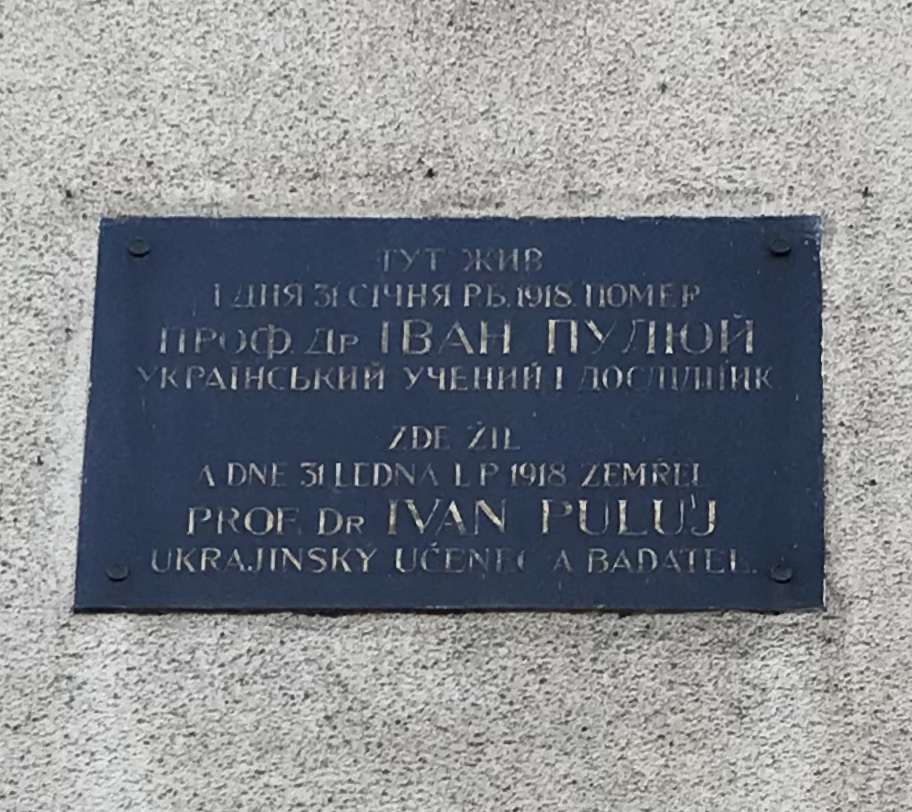 ТУТ ЖИВ
І ДНЯ 31 СІЧНЯ Р.Б. 1918. ПОМЕР
ПРОФ. ДР ІВАН ПУЛЮЙ
УКРАЇНСЬКИЙ УЧЕНИЙ І ДОСЛІДНИК
ZDE ŽIL
A DNE 31 LEDNA L P 1918 ZEMŘEL
PROF. DR IVAN PULUJ
UKRAJINSKÝ UČENEC A BADATEL.